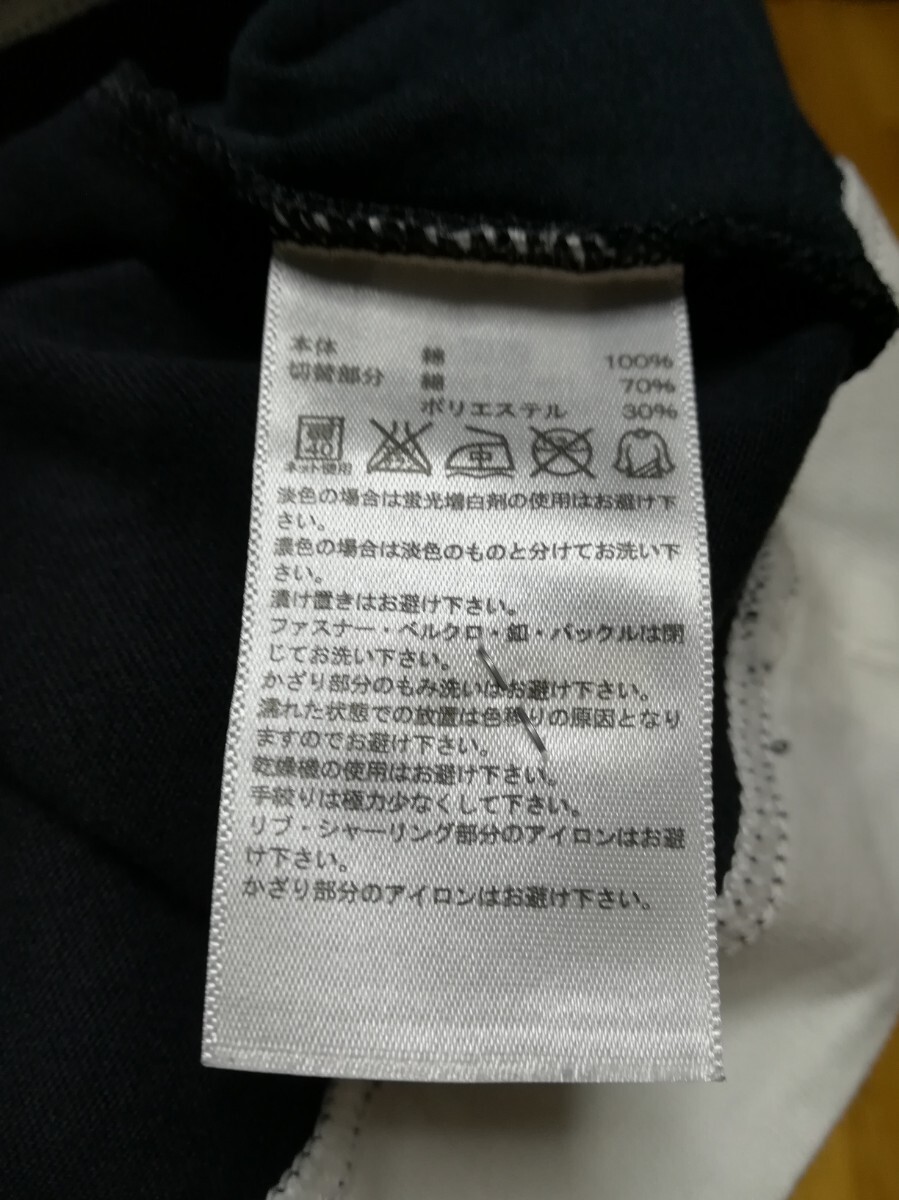 本体 綿 100%
切替部分 綿 70%
ポリエステル 30%
40 中
ネット使用
淡色の場合は蛍光増白剤の使用はお避け下
さい。
濃色の場合は淡色のものと分けてお洗い下
さい。
漬け置きはお避け下さい。
ファスナー・ベルクロ・釦・バックルは閉
じてお洗い下さい。
かざり部分のもみ洗いはお避け下さい。
濡れた状態での放置は色移りの原因となり
ますのでお避け下さい。
乾燥機の使用はお避け下さい。
手絞りは極力少なくして下さい。
リブ・シャーリング部分のアイロンはお避
け下さい。
かざり部分のアイロンはお避け下さい。